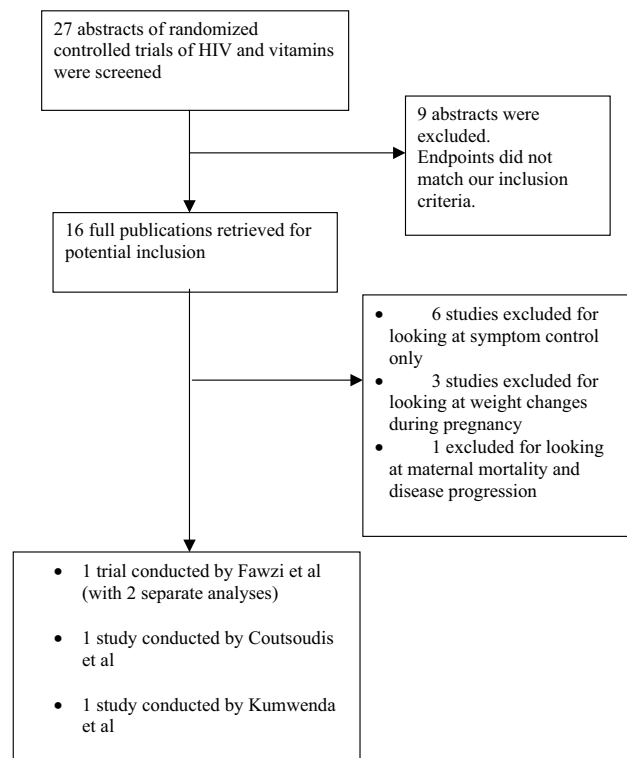 27 abstracts of randomized
controlled trials of HIV and vitamins
were screened
9 abstracts were
excluded.
Endpoints did not
match our inclusion
criteria.
16 full publications retrieved for
potential inclusion
• 6 studies excluded for
looking at symptom control
only
• 3 studies excluded for
looking at weight changes
during pregnancy
• 1 excluded for looking
at maternal mortality and
disease progression
• 1 trial conducted by Fawzi et al
(with 2 separate analyses)
• 1 study conducted by Coutsoudis
et al
• 1 study conducted by Kumwenda
et al